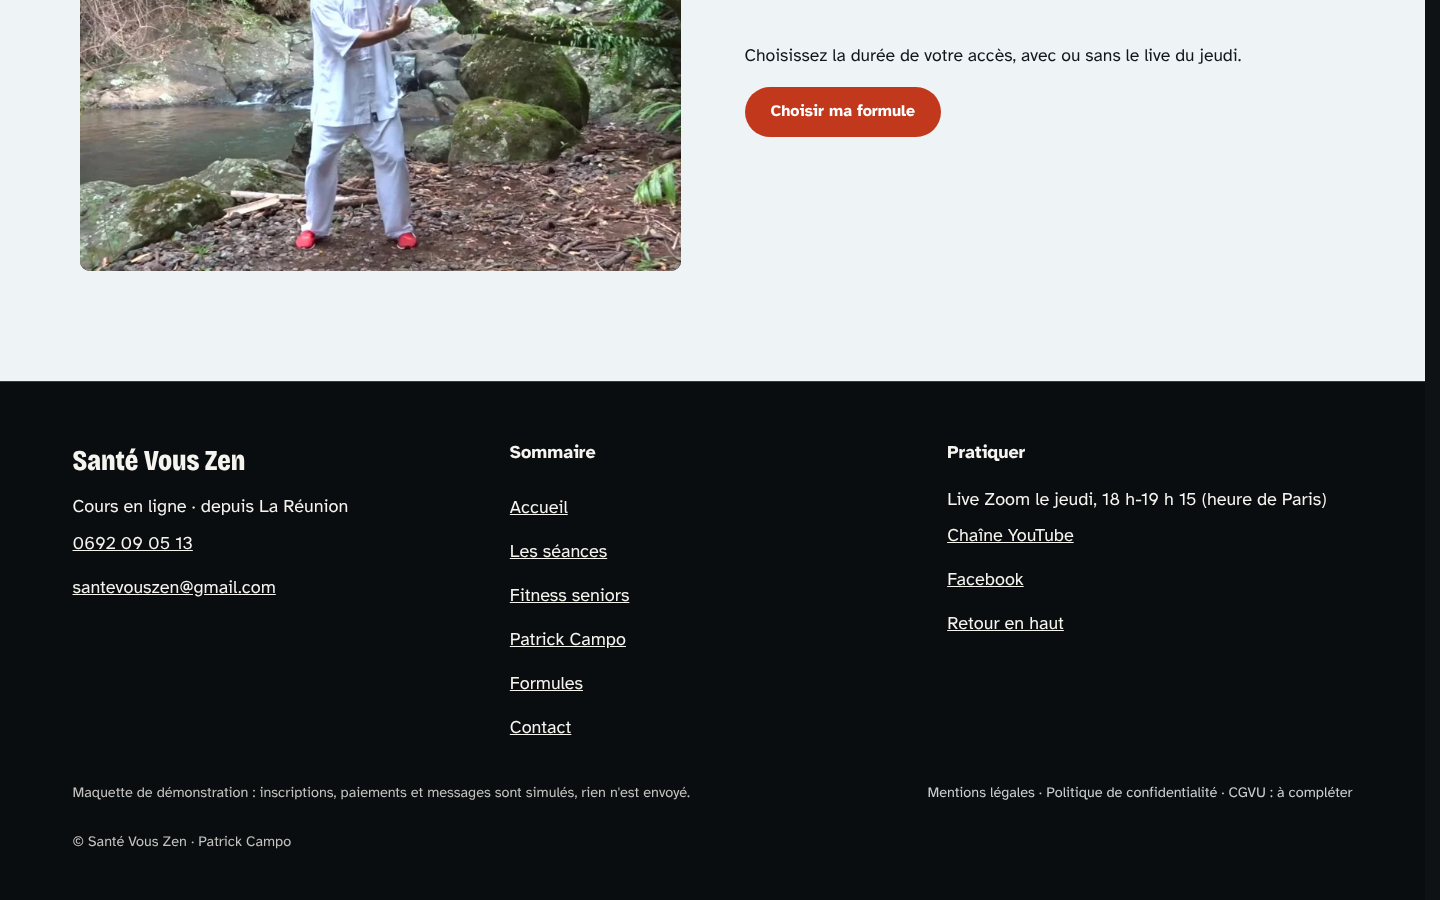 Choisissez la durée de votre accès, avec ou sans le live du jeudi.
Choisir ma formule
Santé Vous Zen
Cours en ligne · depuis La Réunion
0692 09 05 13
santevouszen@gmail.com
Sommaire
Accueil
Les séances
Fitness seniors
Patrick Campo
Formules
Contact
Pratiquer
Live Zoom le jeudi, 18 h-19 h 15 (heure de Paris)
Chaîne YouTube
Facebook
Retour en haut
Maquette de démonstration : inscriptions, paiements et messages sont simulés, rien n'est envoyé.
Mentions légales · Politique de confidentialité · CGVU : à compléter
© Santé Vous Zen · Patrick Campo